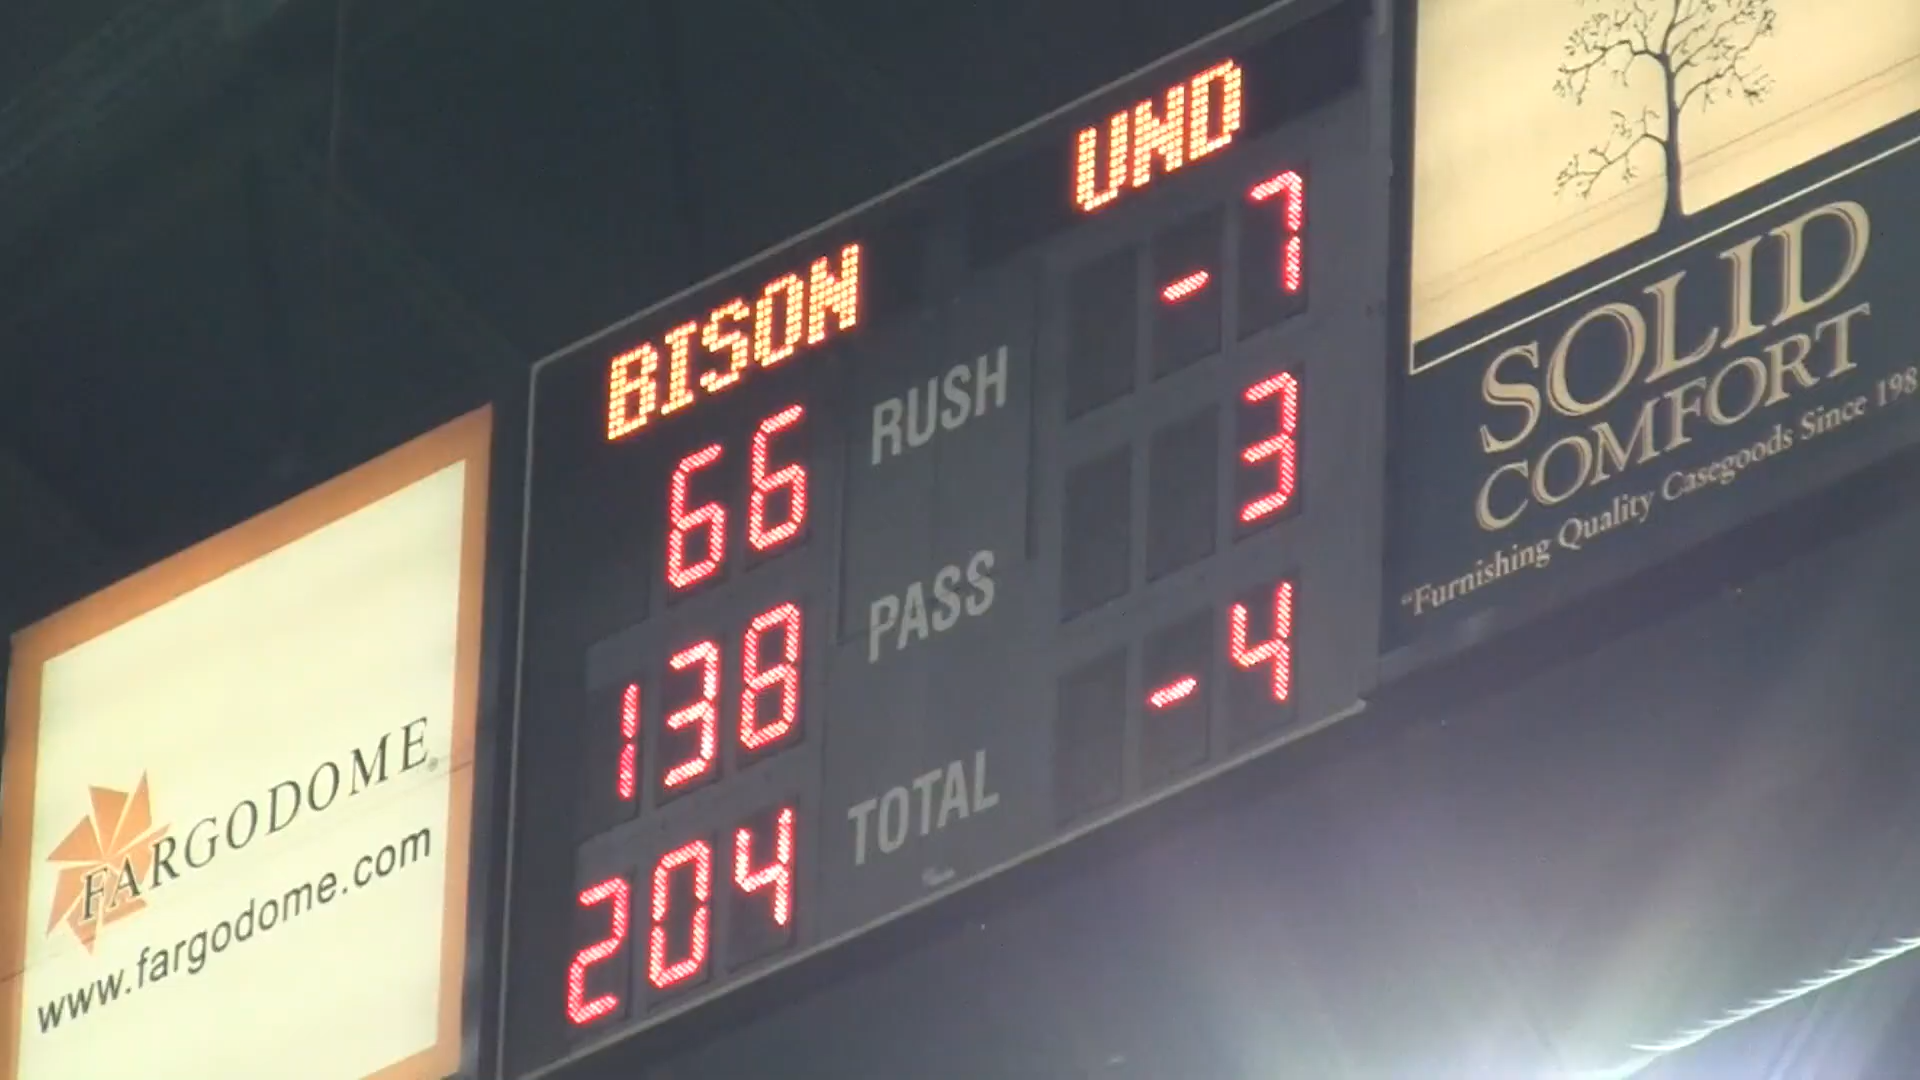 BISON UND
66 RUSH -7
138 PASS 3
204 TOTAL -4
FARGODOME
www.fargodome.com
SOLID
COMFORT
"Furnishing Quality Casegoods Since 198